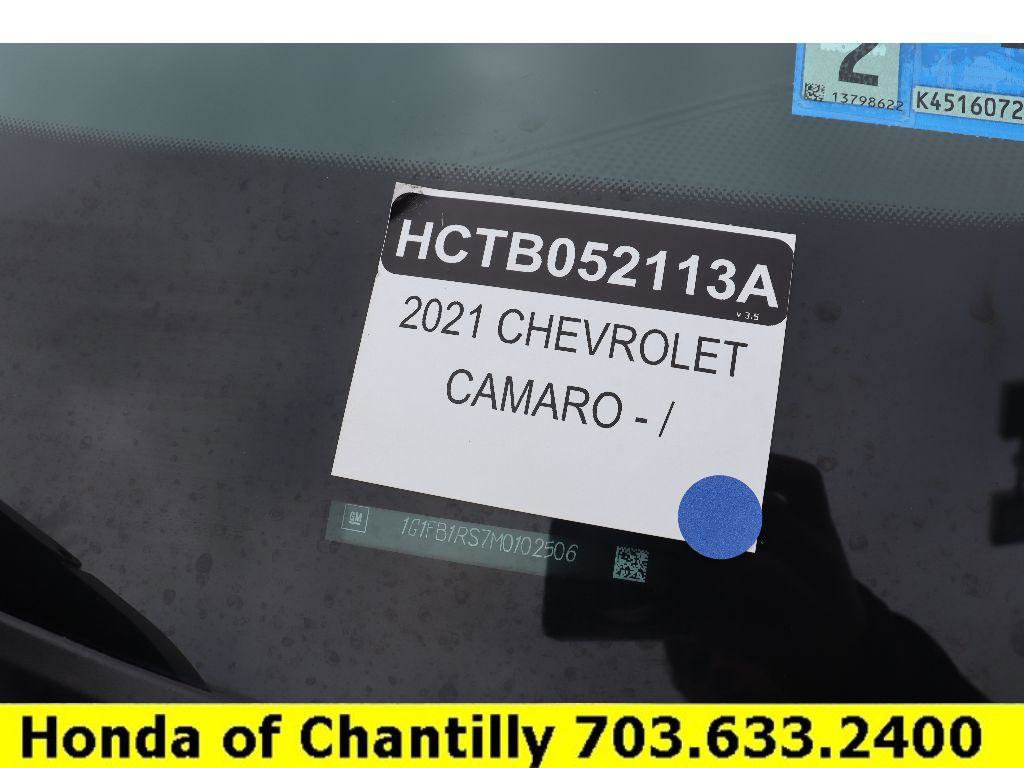 2
13798622
K4516072
HCTB052113A
v 3.5
2021 CHEVROLET
CAMARO - /
GM
1G1FB1RS7M0102506
Honda of Chantilly 703.633.2400